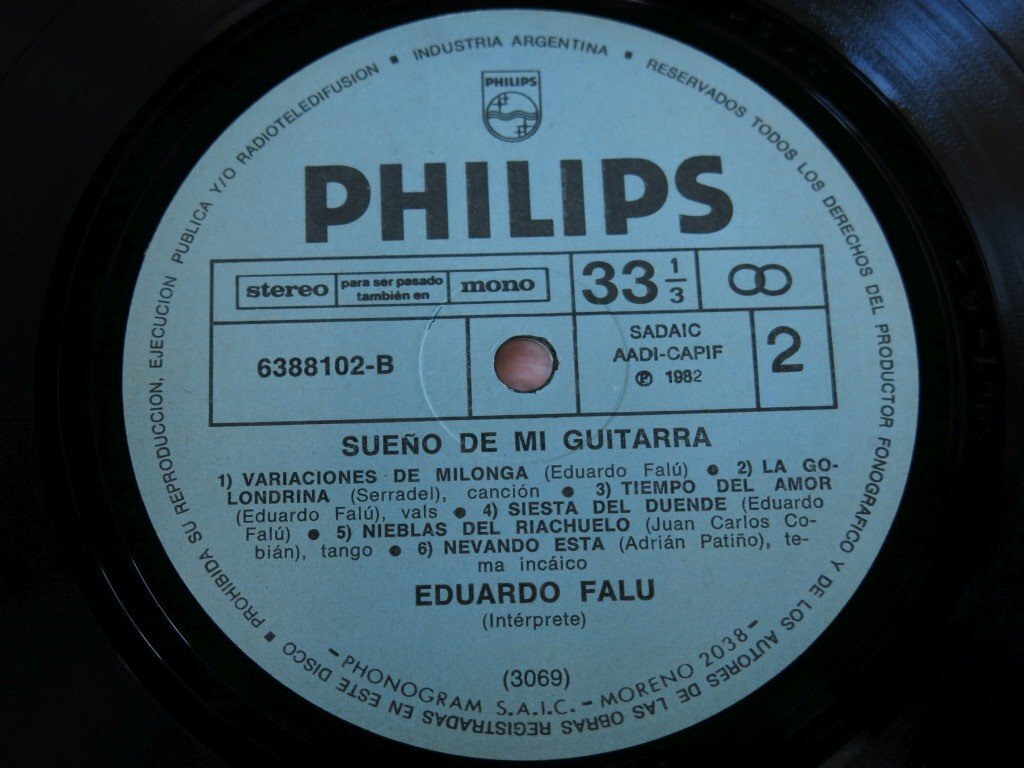 INDUSTRIA ARGENTINA ▪ RESERVADOS TODOS LOS DERECHOS DEL PRODUCTOR FONOGRAFICO Y DE LOS AUTORES DE LAS OBRAS REGISTRADAS EN ESTE DISCO ▪ PROHIBIDA SU REPRODUCCION, EJECUCION PUBLICA Y/O RADIOTELEDIFUSION ▪
PHILIPS
PHILIPS
stereo para ser pasado también en mono 33 1/3
6388102-B
SADAIC
AADI-CAPIF
℗ 1982
2
SUEÑO DE MI GUITARRA
1) VARIACIONES DE MILONGA (Eduardo Falú) ● 2) LA GO-
LONDRINA (Serradel), canción ● 3) TIEMPO DEL AMOR
(Eduardo Falú), vals ● 4) SIESTA DEL DUENDE (Eduardo
Falú) ● 5) NIEBLAS DEL RIACHUELO (Juan Carlos Co-
bián), tango ● 6) NEVANDO ESTA (Adrián Patiño), te-
ma incáico
EDUARDO FALU
(Intérprete)
(3069)
- PHONOGRAM S.A.I.C. - MORENO 2038 -